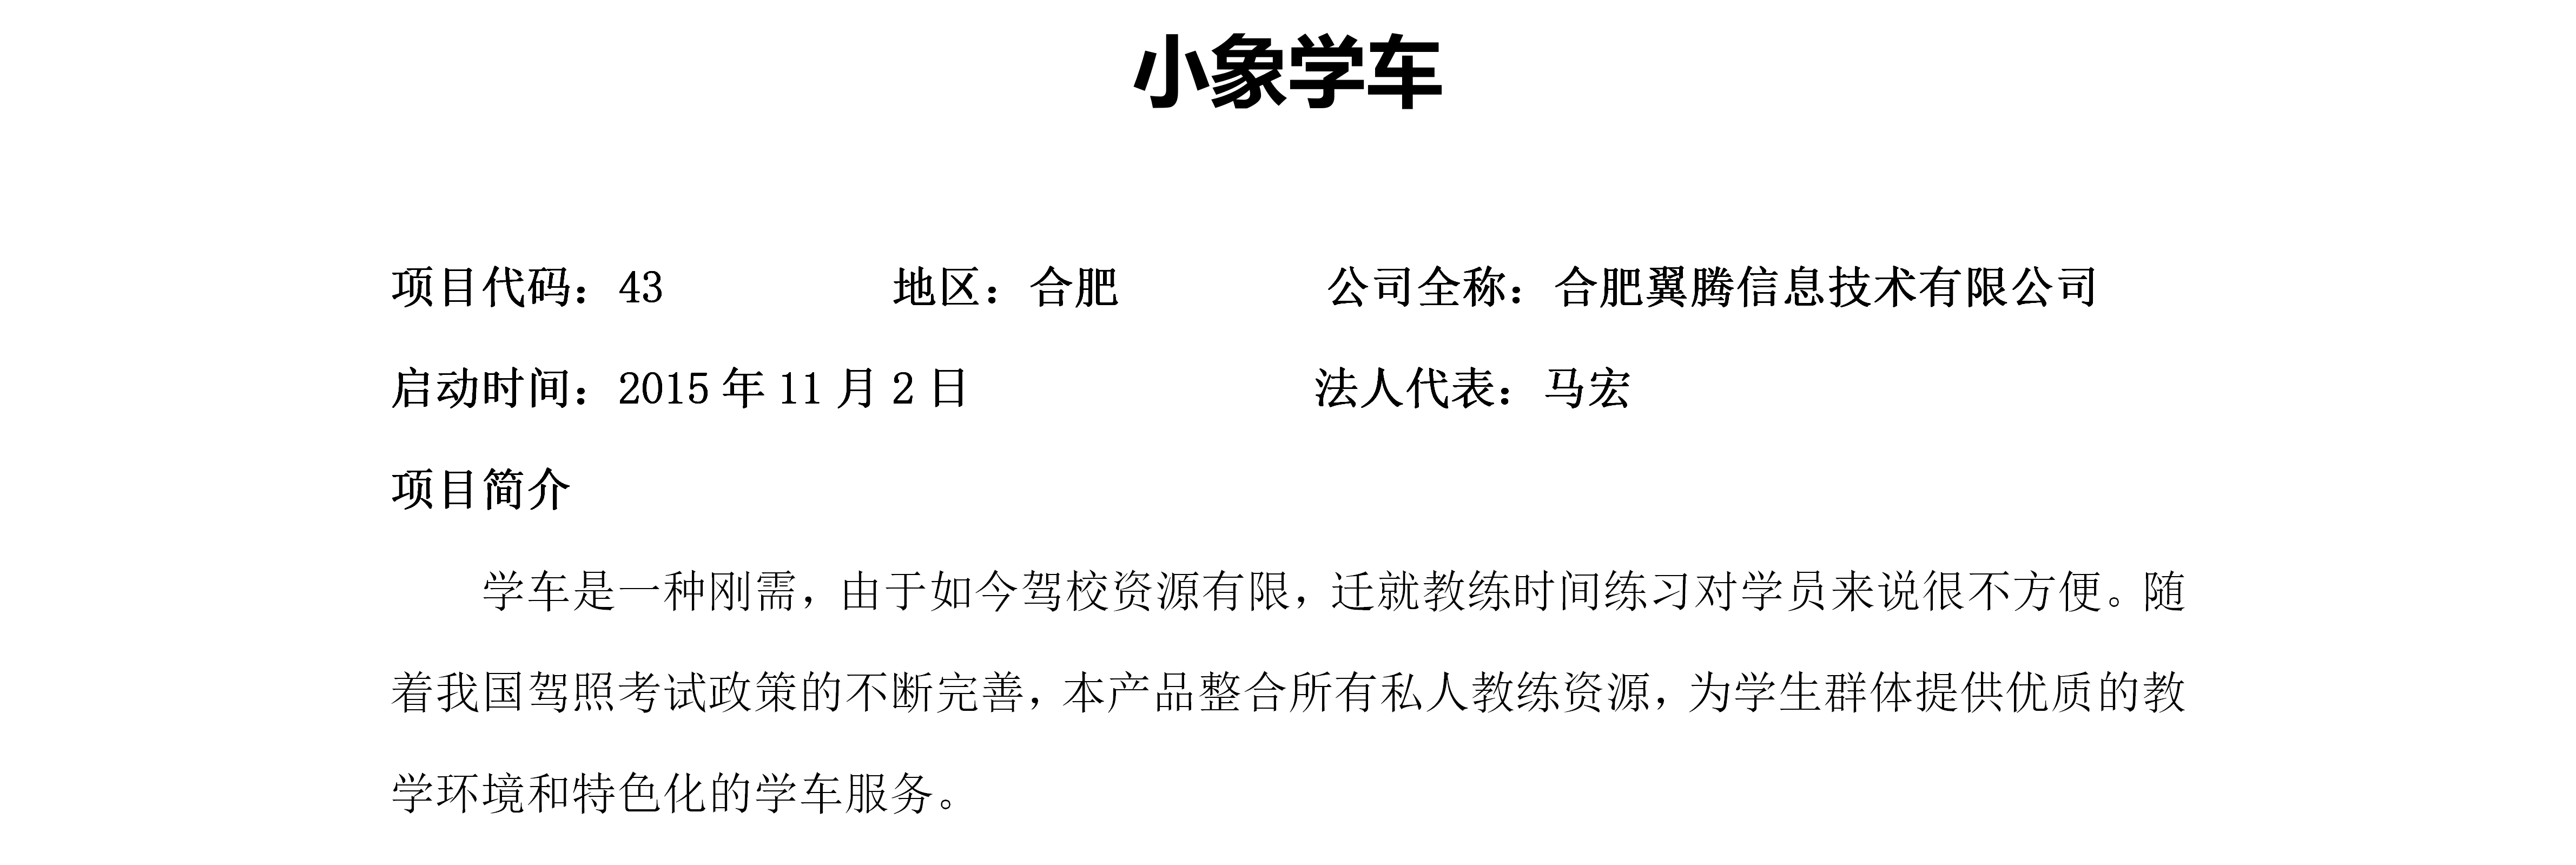 小象学车
项目代码：43 地区：合肥 公司全称：合肥翼腾信息技术有限公司
启动时间：2015 年 11 月 2 日 法人代表：马宏
项目简介
学车是一种刚需，由于如今驾校资源有限，迁就教练时间练习对学员来说很不方便。随
着我国驾照考试政策的不断完善，本产品整合所有私人教练资源，为学生群体提供优质的教
学环境和特色化的学车服务。